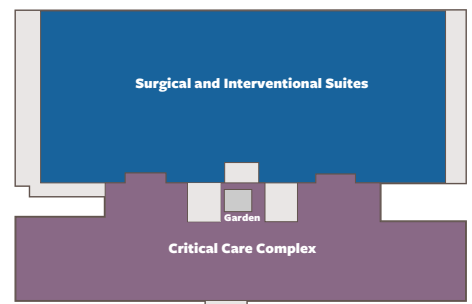 Surgical and Interventional Suites
Garden
Critical Care Complex